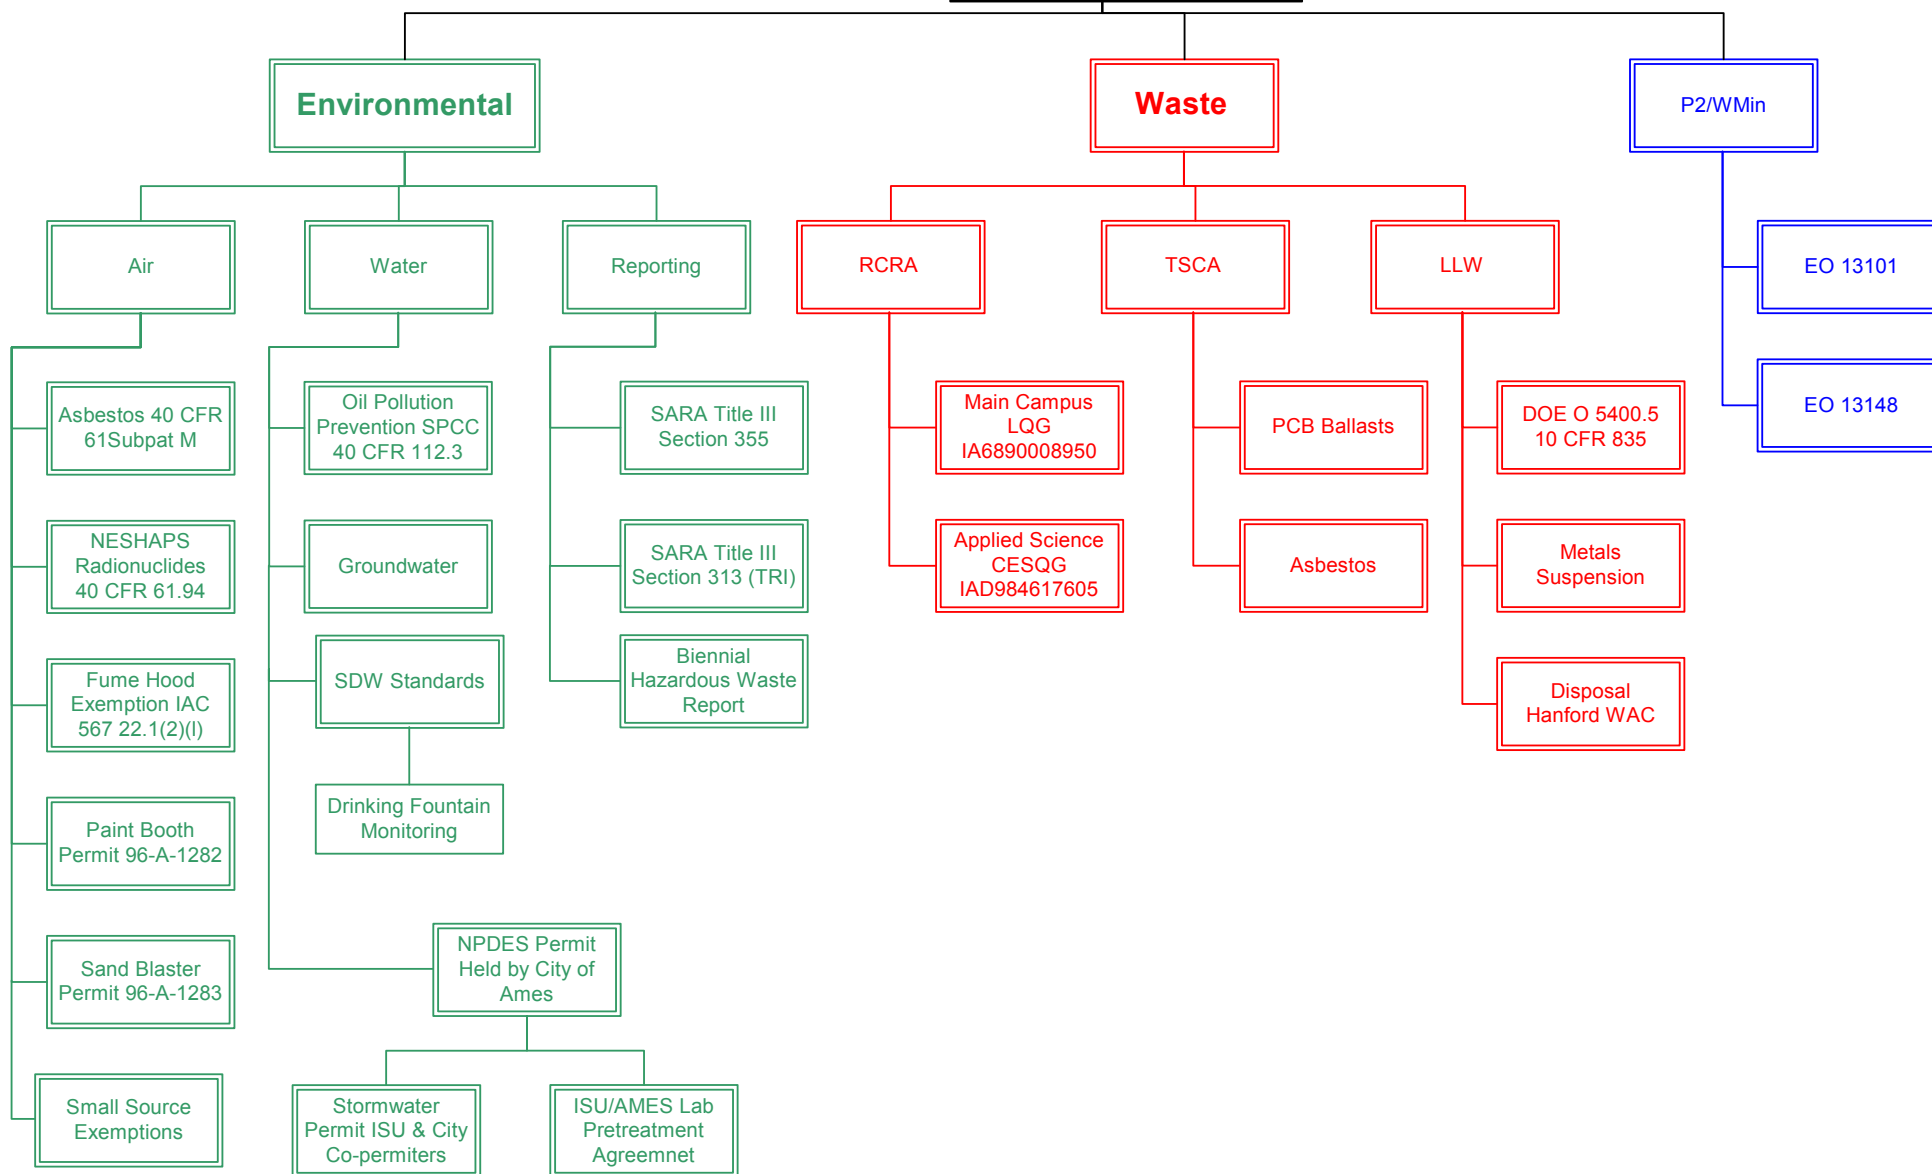 Environmental
Waste
P2/WMin
Air
Water
Reporting
RCRA
TSCA
LLW
EO 13101
EO 13148
Asbestos 40 CFR
61Subpat M
NESHAPS
Radionuclides
40 CFR 61.94
Fume Hood
Exemption IAC
567 22.1(2)(l)
Paint Booth
Permit 96-A-1282
Sand Blaster
Permit 96-A-1283
Small Source
Exemptions
Oil Pollution
Prevention SPCC
40 CFR 112.3
Groundwater
SDW Standards
Drinking Fountain
Monitoring
NPDES Permit
Held by City of
Ames
Stormwater
Permit ISU & City
Co-permiters
ISU/AMES Lab
Pretreatment
Agreemnet
SARA Title III
Section 355
SARA Title III
Section 313 (TRI)
Biennial
Hazardous Waste
Report
Main Campus
LQG
IA6890008950
Applied Science
CESQG
IAD984617605
PCB Ballasts
Asbestos
DOE O 5400.5
10 CFR 835
Metals
Suspension
Disposal
Hanford WAC